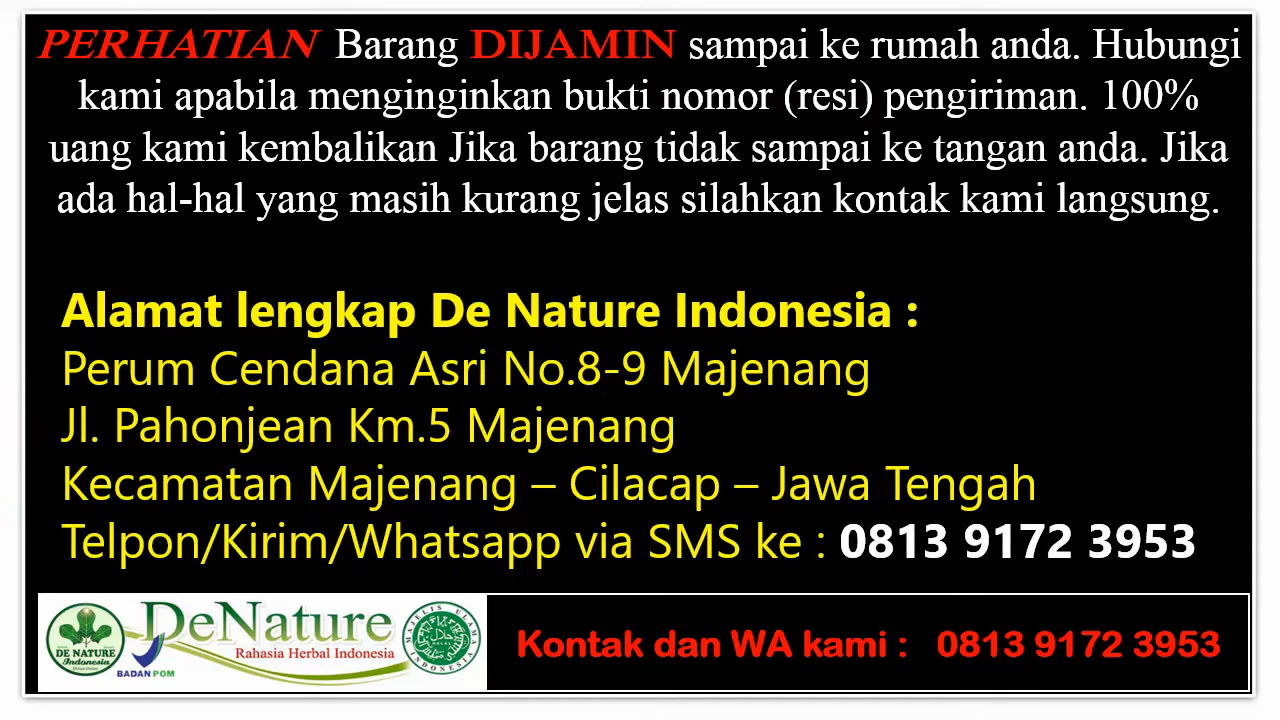 PERHATIAN Barang DIJAMIN sampai ke rumah anda. Hubungi
kami apabila menginginkan bukti nomor (resi) pengiriman. 100%
uang kami kembalikan Jika barang tidak sampai ke tangan anda. Jika
ada hal-hal yang masih kurang jelas silahkan kontak kami langsung.
Alamat lengkap De Nature Indonesia :
Perum Cendana Asri No.8-9 Majenang
Jl. Pahonjean Km.5 Majenang
Kecamatan Majenang – Cilacap – Jawa Tengah
Telpon/Kirim/Whatsapp via SMS ke : 0813 9172 3953
DE NATURE
Indonesia
BADAN POM
DeNature
Rahasia Herbal Indonesia
MAJELIS ULAMA
INDONESIA
HALAL
حلال
Kontak dan WA kami : 0813 9172 3953